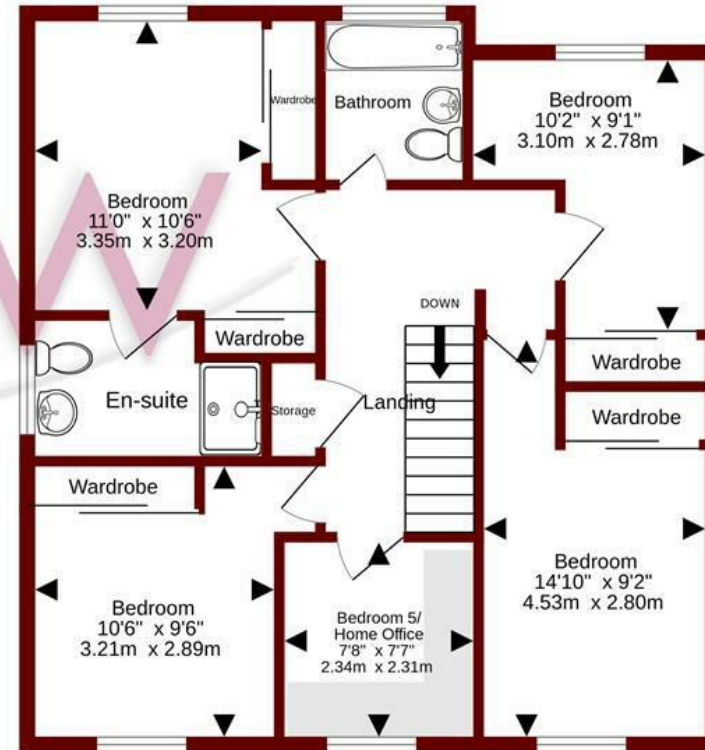 Wardrobe
Bathroom
Bedroom
10'2" x 9'1"
3.10m x 2.78m
Bedroom
11'0" x 10'6"
3.35m x 3.20m
W
DOWN
Wardrobe
Wardrobe
En-suite
Storage
Landing
Wardrobe
Wardrobe
Bedroom
14'10" x 9'2"
4.53m x 2.80m
Bedroom
10'6" x 9'6"
3.21m x 2.89m
Bedroom 5/
Home Office
7'8" x 7'7"
2.34m x 2.31m